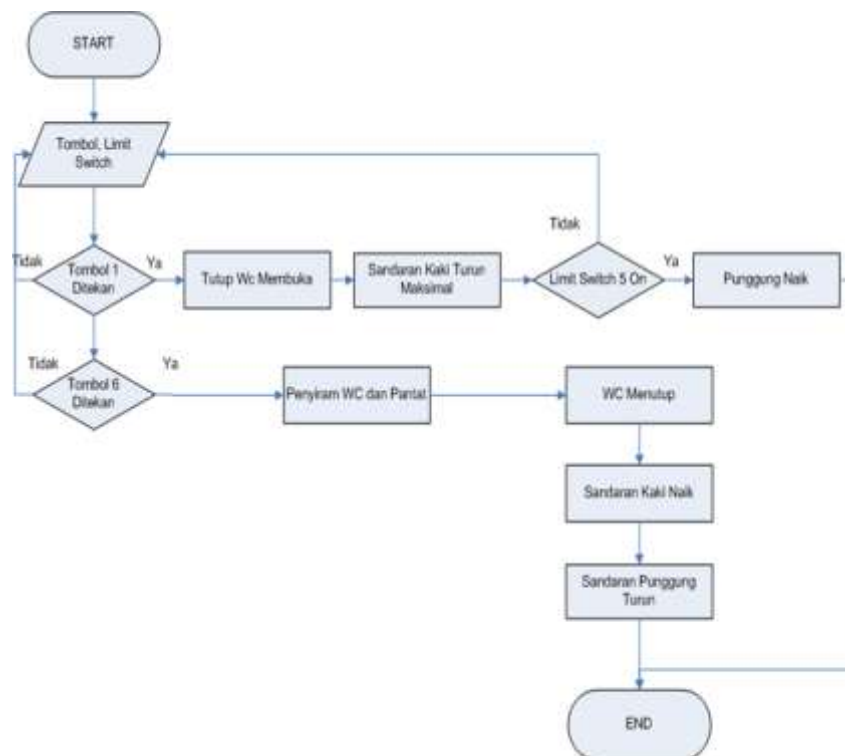 START
Tombol, Limit
Switch
Tidak
Tidak
Tombol 1
Ditekan
Ya
Tutup Wc Membuka
Sandaran Kaki Turun
Maksimal
Limit Switch 5 On
Ya
Punggung Naik
Tidak
Tombol 6
Ditekan
Ya
Penyiram WC dan Pantat
WC Menutup
Sandaran Kaki Naik
Sandaran Punggung
Turun
END